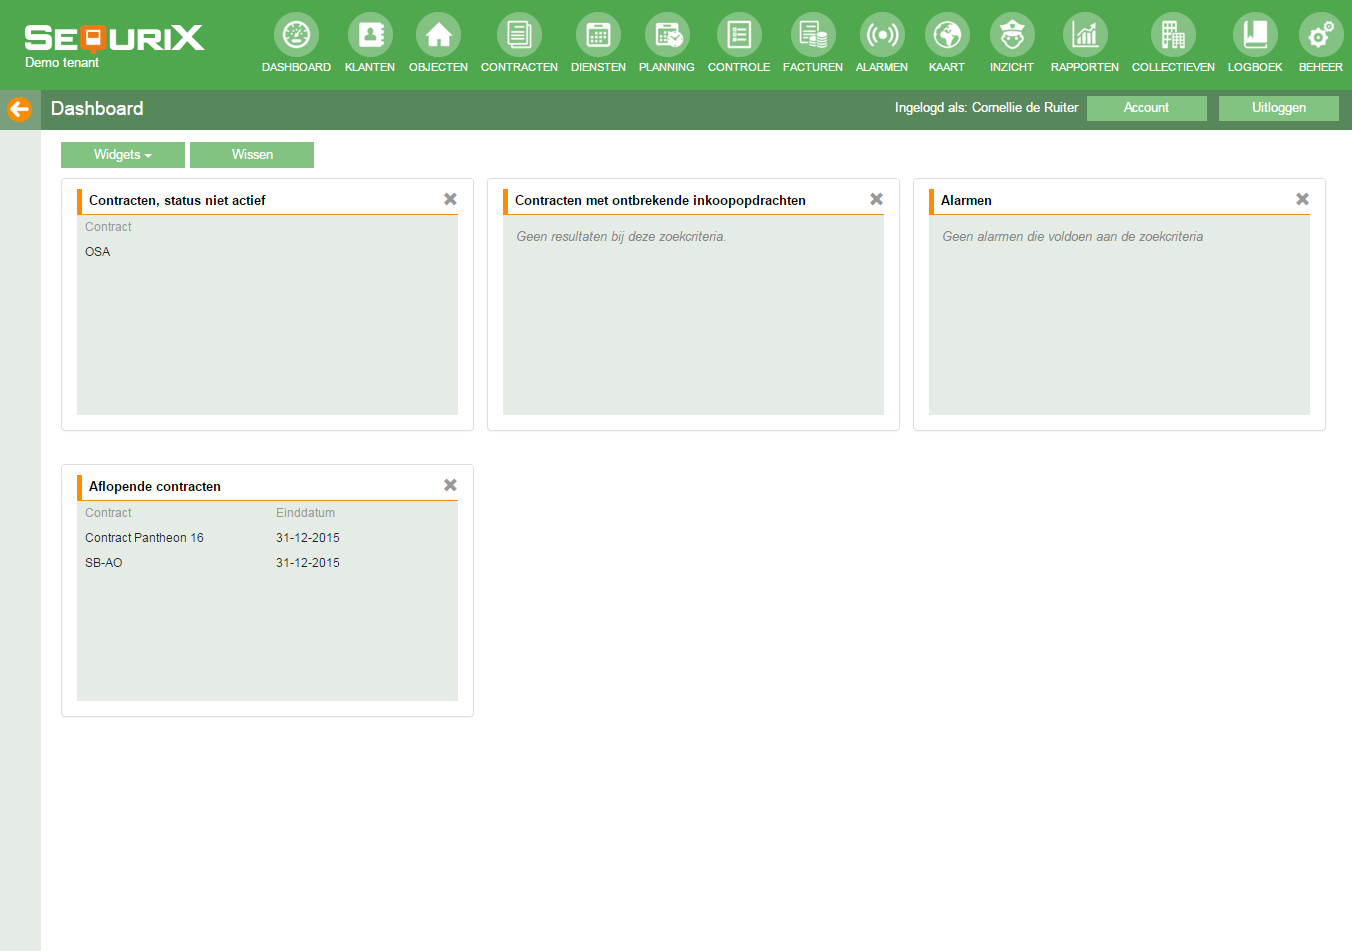 SEQURIX
Demo tenant
DASHBOARD KLANTEN OBJECTEN CONTRACTEN DIENSTEN PLANNING CONTROLE FACTUREN ALARMEN KAART INZICHT RAPPORTEN COLLECTIEVEN LOGBOEK BEHEER
Dashboard
Ingelogd als: Cornellie de Ruiter Account Uitloggen
Widgets Wissen
Contracten, status niet actief
Contract
OSA
Contracten met ontbrekende inkoopopdrachten
Geen resultaten bij deze zoekcriteria.
Alarmen
Geen alarmen die voldoen aan de zoekcriteria
Aflopende contracten
Contract Einddatum
Contract Pantheon 16 31-12-2015
SB-AO 31-12-2015